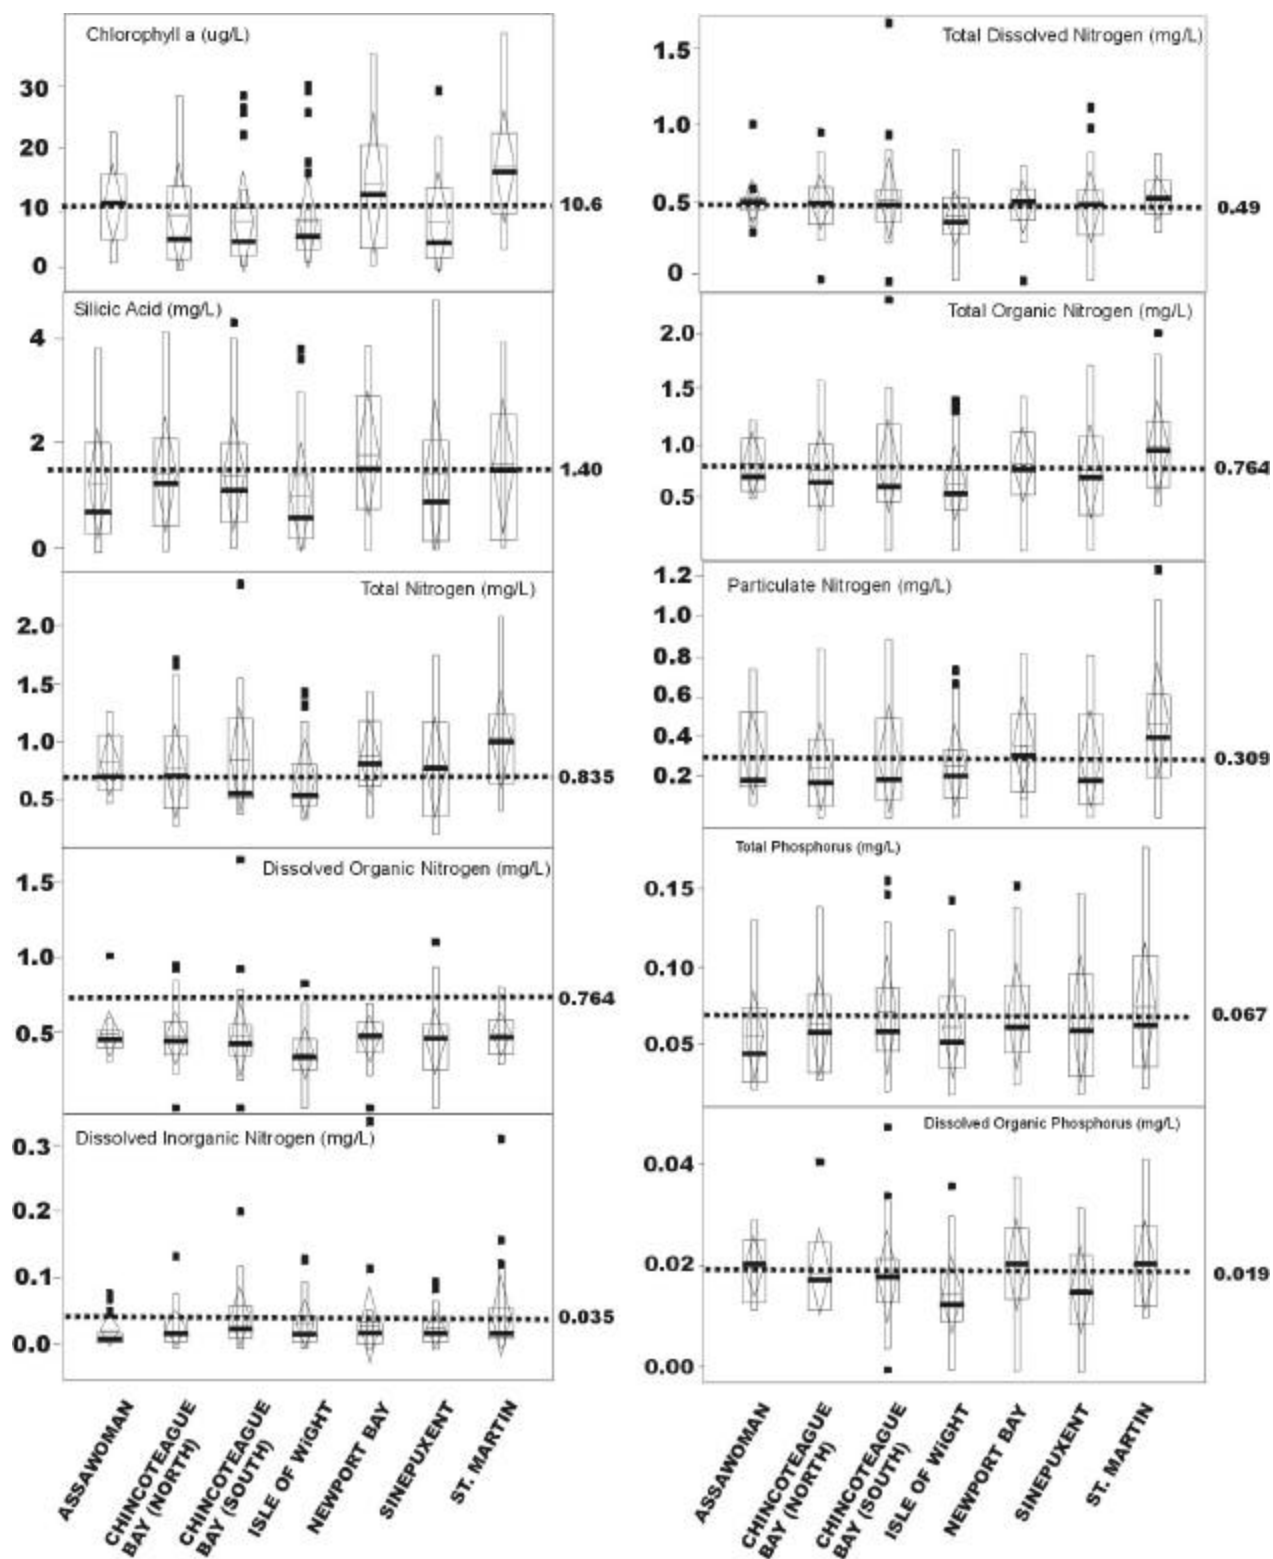 Chlorophyll a (ug/L)
30
20
10
0
10.6
Silicic Acid (mg/L)
4
2
0
1.40
Total Nitrogen (mg/L)
2.0
1.5
1.0
0.5
0.835
Dissolved Organic Nitrogen (mg/L)
1.5
1.0
0.5
0.764
Dissolved Inorganic Nitrogen (mg/L)
0.3
0.2
0.1
0.0
0.035
ASSAWOMAN
CHINCOTEAGUE
BAY (NORTH)
CHINCOTEAGUE
BAY (SOUTH)
ISLE OF WIGHT
NEWPORT BAY
SINEPUXENT
ST. MARTIN
Total Dissolved Nitrogen (mg/L)
1.5
1.0
0.5
0
0.49
Total Organic Nitrogen (mg/L)
2.0
1.5
1.0
0.5
0.764
Particulate Nitrogen (mg/L)
1.2
1.0
0.8
0.6
0.4
0.2
0.309
Total Phosphorus (mg/L)
0.15
0.10
0.05
0.067
Dissolved Organic Phosphorus (mg/L)
0.04
0.02
0.00
0.019
ASSAWOMAN
CHINCOTEAGUE
BAY (NORTH)
CHINCOTEAGUE
BAY (SOUTH)
ISLE OF WIGHT
NEWPORT BAY
SINEPUXENT
ST. MARTIN